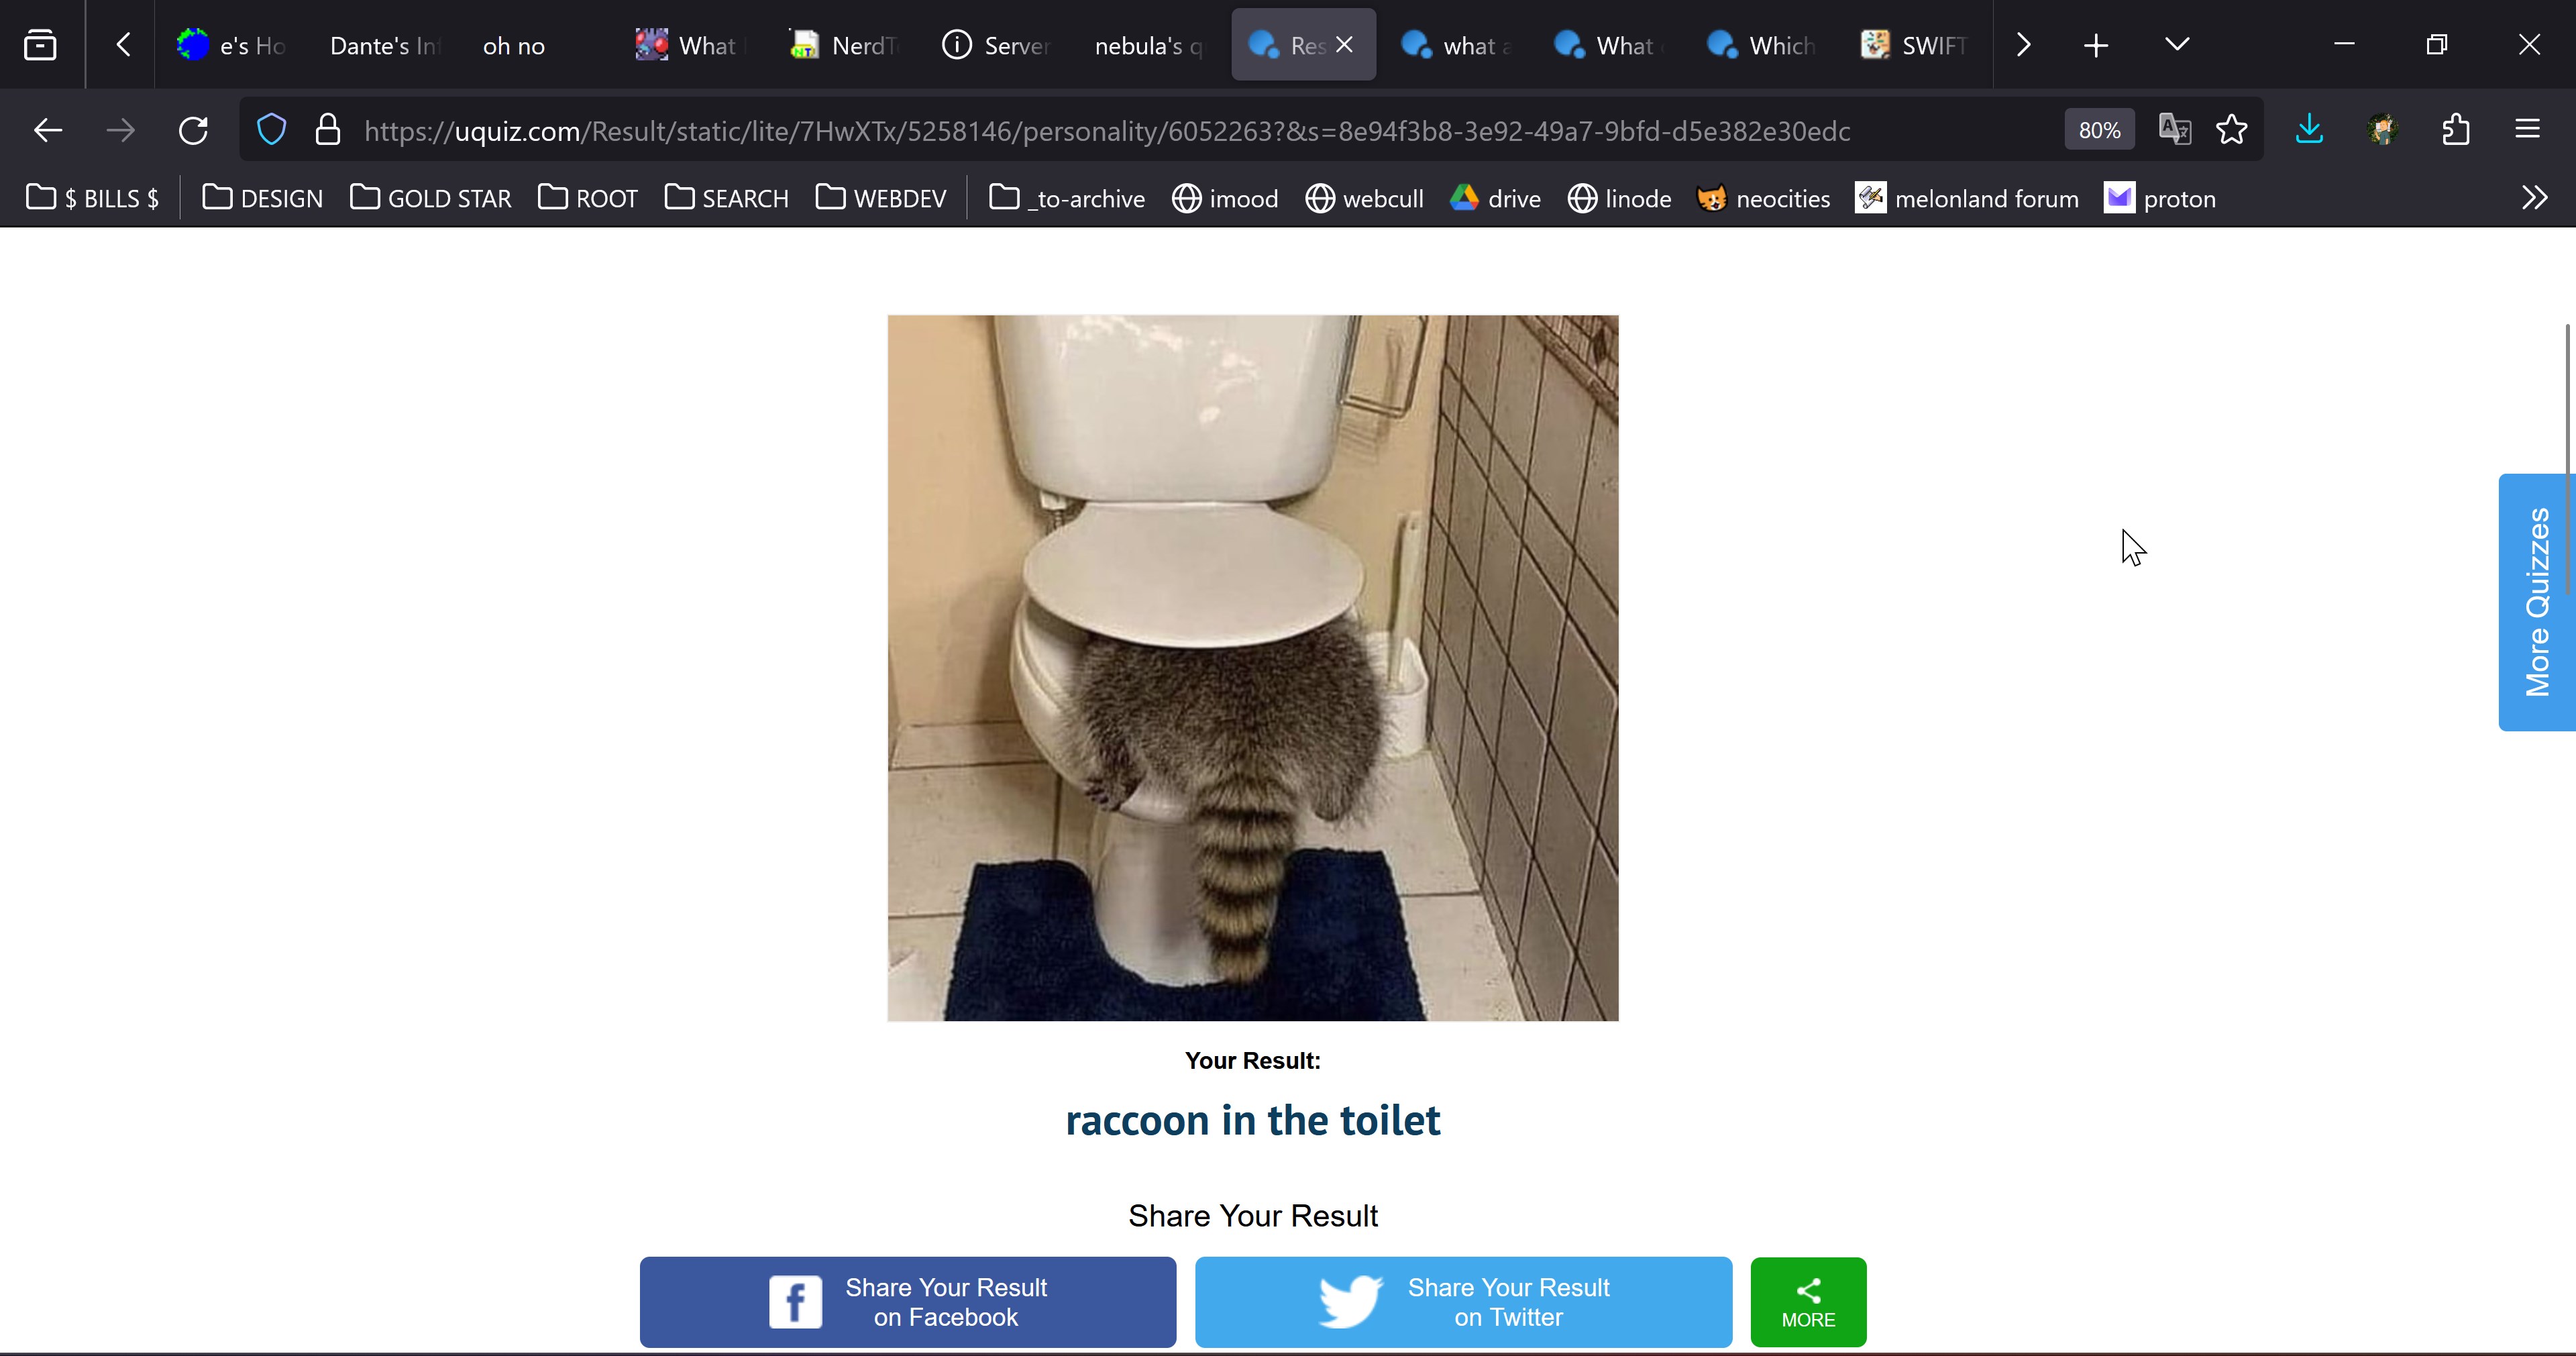 e's Ho
Dante's Inf
oh no
What
NerdT
Server
nebula's q
Res
what a
What
Which
SWIFT
https://uquiz.com/Result/static/lite/7HwXTx/5258146/personality/6052263?&s=8e94f3b8-3e92-49a7-9bfd-d5e382e30edc
80%
$ BILLS $
DESIGN
GOLD STAR
ROOT
SEARCH
WEBDEV
_to-archive
imood
webcull
drive
linode
neocities
melonland forum
proton
More Quizzes
Your Result:
raccoon in the toilet
Share Your Result
Share Your Result
on Facebook
Share Your Result
on Twitter
MORE